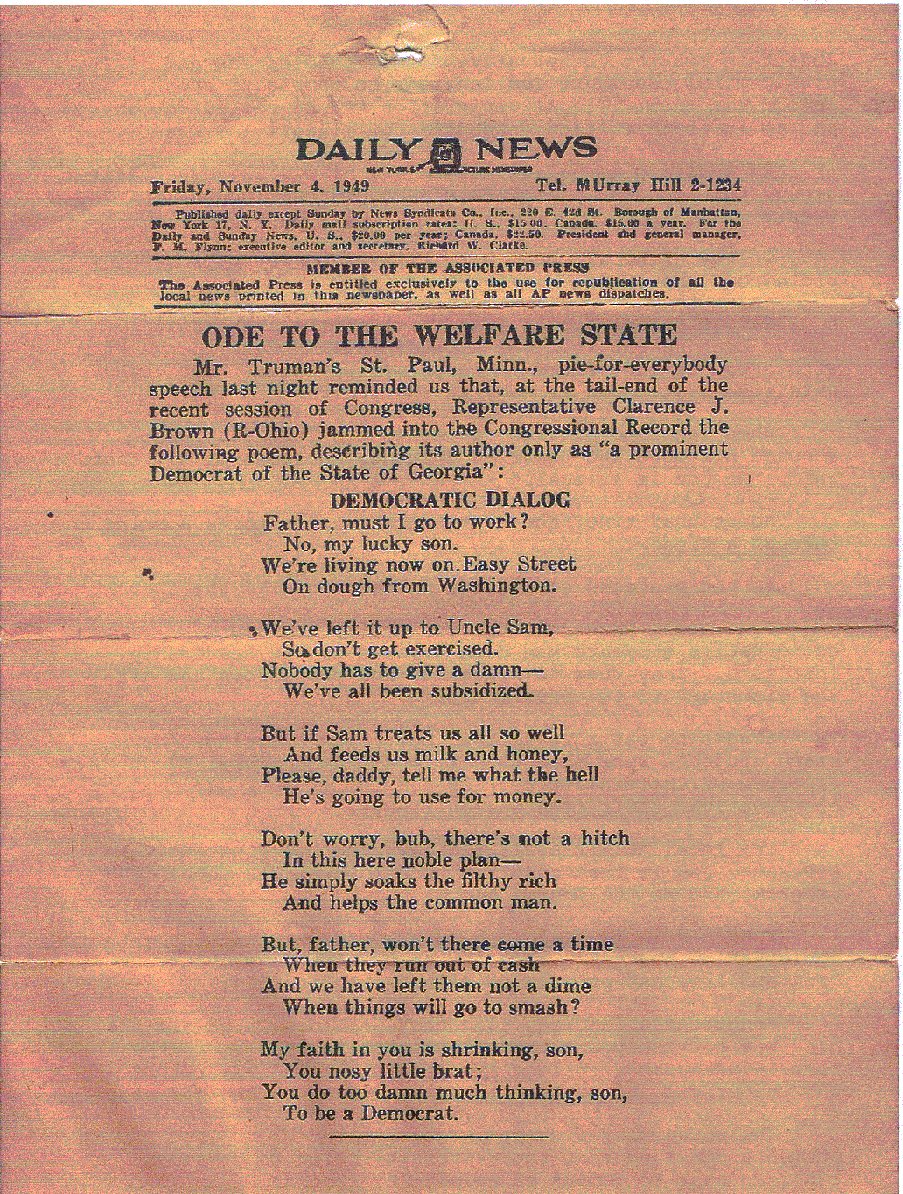 DAILY NEWS
NEW YORK'S PICTURE NEWSPAPER
Friday, November 4, 1949 Tel. MUrray Hill 2-1234
Published daily except Sunday by News Syndicate Co., Inc., 220 E. 42d St. Borough of Manhattan,
New York 17, N. Y. Daily mail subscription rates: U. S., $15.00. Canada, $15.00 a year. For the
Daily and Sunday News, U. S., $20.00 per year; Canada, $22.50. President and general manager,
F. M. Flynn; executive editor and secretary, Richard W. Clarke.
MEMBER OF THE ASSOCIATED PRESS
The Associated Press is entitled exclusively to the use for republication of all the
local news printed in this newspaper, as well as all AP news dispatches.
ODE TO THE WELFARE STATE
Mr. Truman's St. Paul, Minn., pie-for-everybody
speech last night reminded us that, at the tail-end of the
recent session of Congress, Representative Clarence J.
Brown (R-Ohio) jammed into the Congressional Record the
following poem, describing its author only as "a prominent
Democrat of the State of Georgia":
DEMOCRATIC DIALOG
Father, must I go to work?
No, my lucky son.
We're living now on Easy Street
On dough from Washington.
We've left it up to Uncle Sam,
So don't get exercised.
Nobody has to give a damn—
We've all been subsidized.
But if Sam treats us all so well
And feeds us milk and honey,
Please, daddy, tell me what the hell
He's going to use for money.
Don't worry, bub, there's not a hitch
In this here noble plan—
He simply soaks the filthy rich
And helps the common man.
But, father, won't there come a time
When they run out of cash
And we have left them not a dime
When things will go to smash?
My faith in you is shrinking, son,
You nosy little brat;
You do too damn much thinking, son,
To be a Democrat.